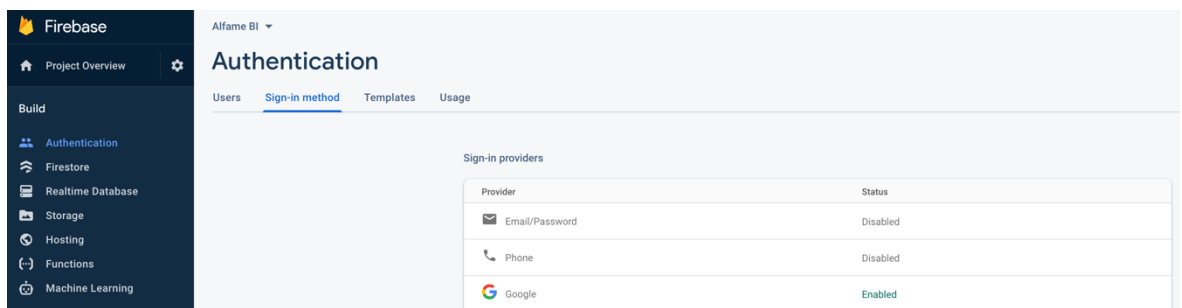 Firebase
Project Overview
Build
Authentication
Firestore
Realtime Database
Storage
Hosting
Functions
Machine Learning
Alfame BI
Authentication
Users Sign-in method Templates Usage
Sign-in providers
Provider Status
Email/Password Disabled
Phone Disabled
Google Enabled